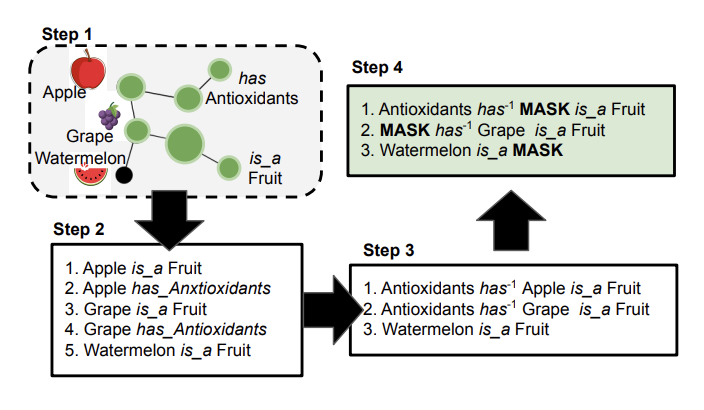 Step 1
Apple
has
Antioxidants
Grape
Watermelon
is_a
Fruit
Step 2
1. Apple is_a Fruit
2. Apple has_Anxtioxidants
3. Grape is_a Fruit
4. Grape has_Antioxidants
5. Watermelon is_a Fruit
Step 3
1. Antioxidants has-1 Apple is_a Fruit
2. Antioxidants has-1 Grape is_a Fruit
3. Watermelon is_a Fruit
Step 4
1. Antioxidants has-1 MASK is_a Fruit
2. MASK has-1 Grape is_a Fruit
3. Watermelon is_a MASK